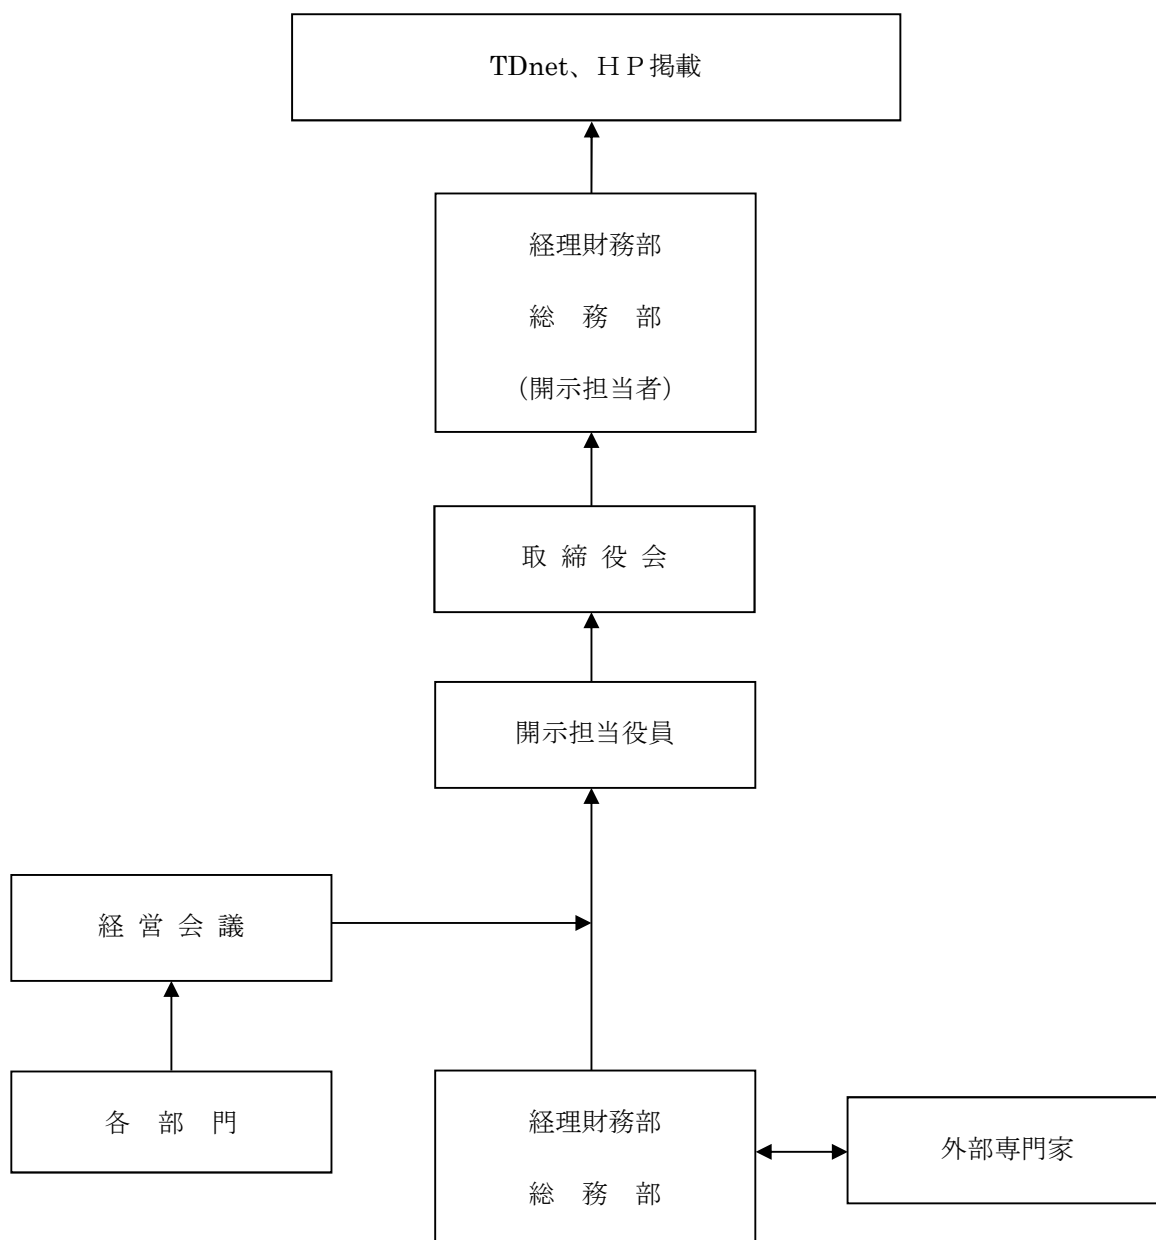 TDnet、ＨＰ掲載
経理財務部
総　務　部
（開示担当者）
取 締 役 会
開示担当役員
経 営 会 議
各　部　門
経理財務部
総　務　部
外部専門家